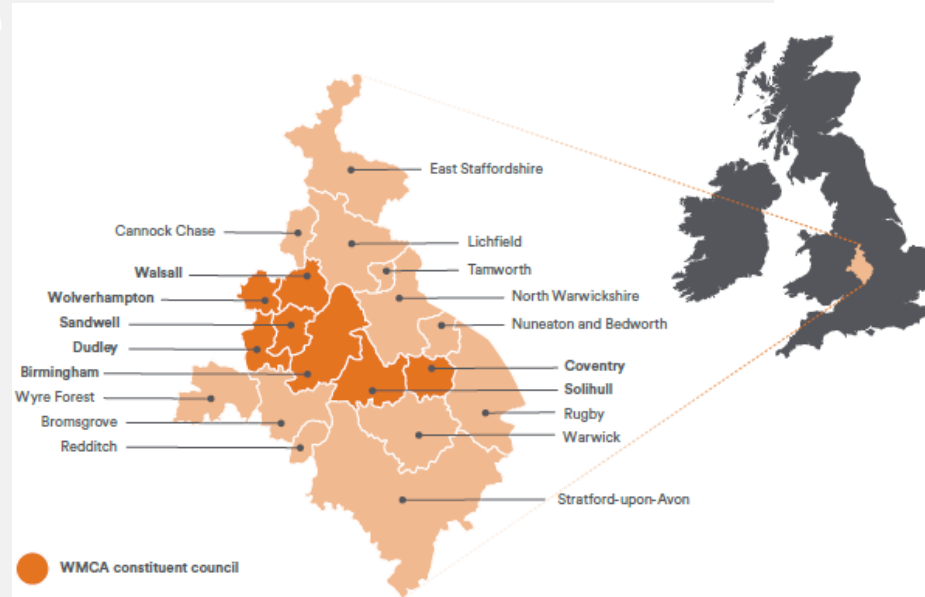 East Staffordshire
Cannock Chase
Lichfield
Walsall
Tamworth
Wolverhampton
North Warwickshire
Sandwell
Nuneaton and Bedworth
Dudley
Birmingham
Coventry
Solihull
Wyre Forest
Rugby
Bromsgrove
Warwick
Redditch
Stratford-upon-Avon
WMCA constituent council